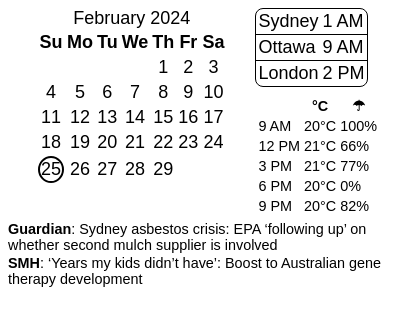 February 2024
Su Mo Tu We Th Fr Sa
1 2 3
4 5 6 7 8 9 10
11 12 13 14 15 16 17
18 19 20 21 22 23 24
25 26 27 28 29
Sydney 1 AM
Ottawa 9 AM
London 2 PM
°C ☂
9 AM 20°C 100%
12 PM 21°C 66%
3 PM 21°C 77%
6 PM 20°C 0%
9 PM 20°C 82%
Guardian: Sydney asbestos crisis: EPA ‘following up’ on
whether second mulch supplier is involved
SMH: ‘Years my kids didn’t have’: Boost to Australian gene
therapy development